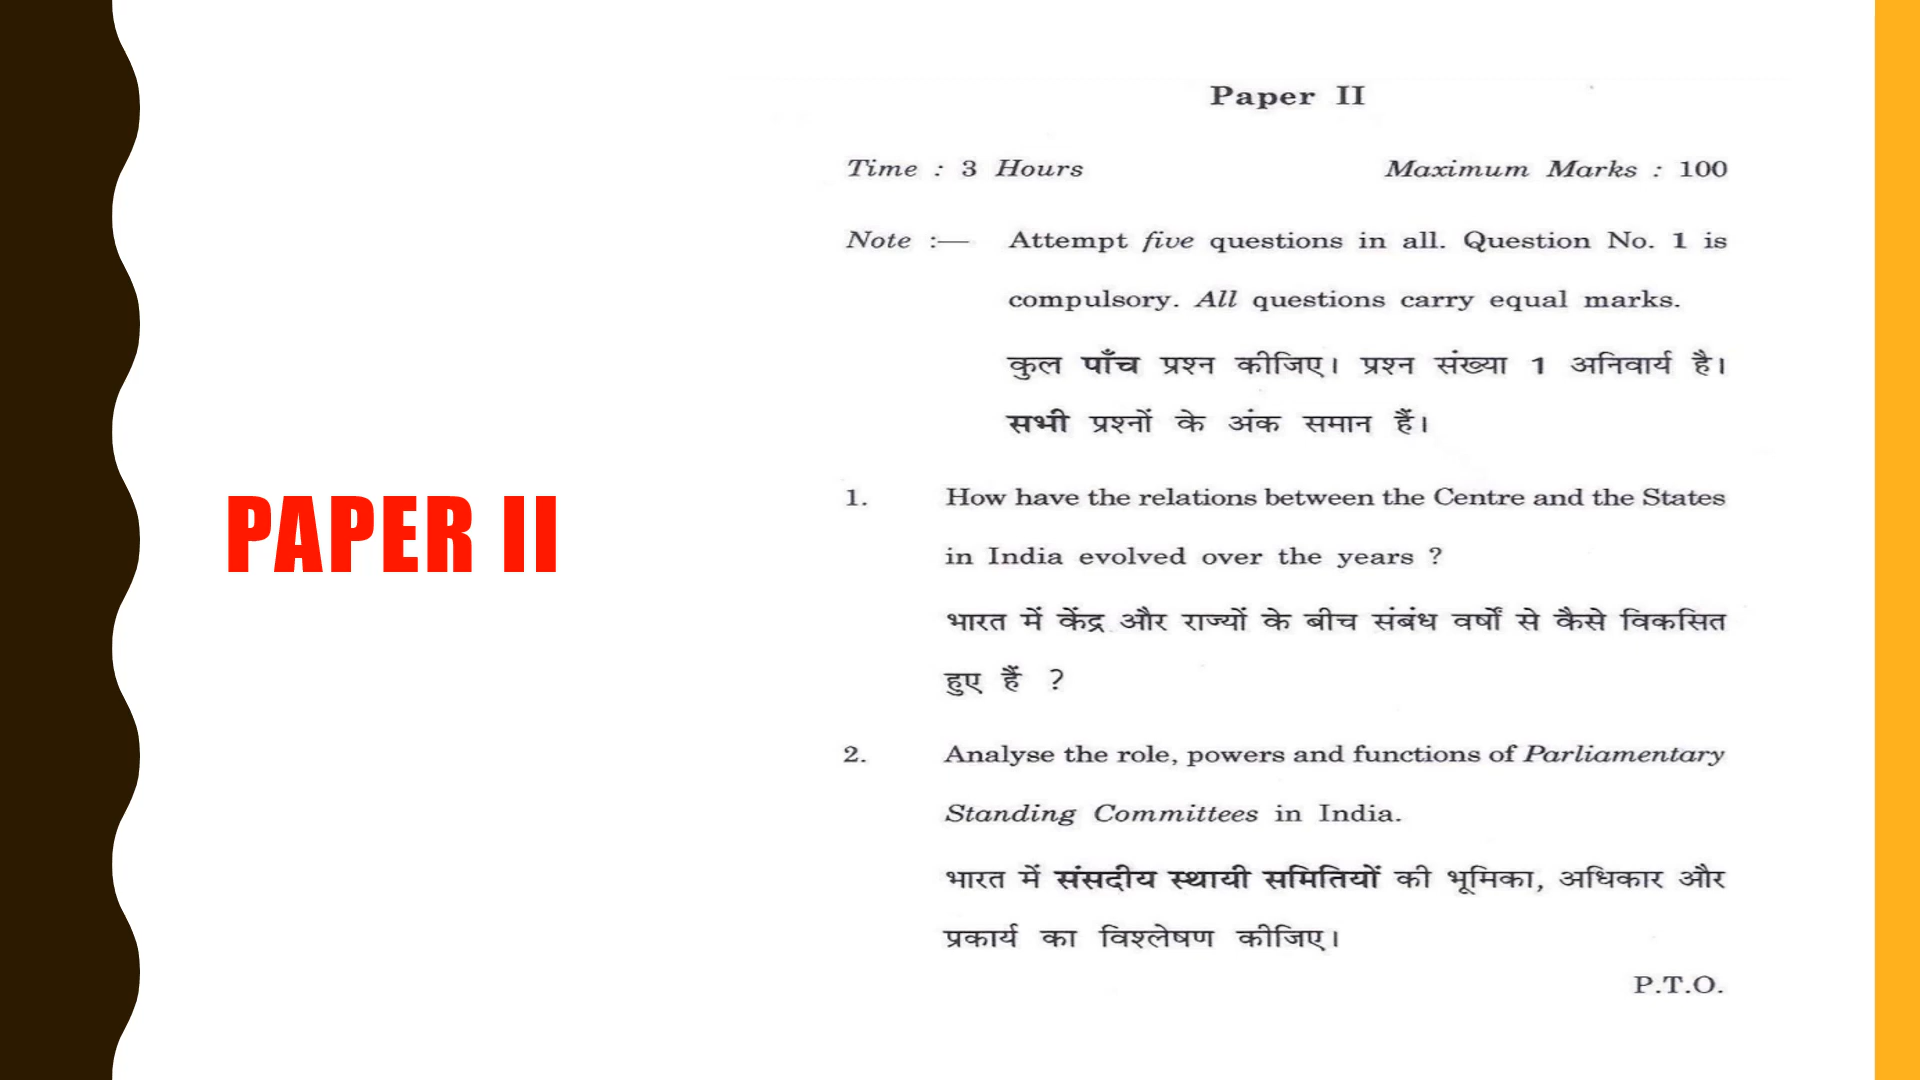 PAPER II
Paper II
Time : 3 Hours Maximum Marks : 100
Note :— Attempt five questions in all. Question No. 1 is
compulsory. All questions carry equal marks.
कुल पाँच प्रश्न कीजिए। प्रश्न संख्या 1 अनिवार्य है।
सभी प्रश्नों के अंक समान हैं।
1. How have the relations between the Centre and the States
in India evolved over the years ?
भारत में केंद्र और राज्यों के बीच संबंध वर्षों से कैसे विकसित
हुए हैं ?
2. Analyse the role, powers and functions of Parliamentary
Standing Committees in India.
भारत में संसदीय स्थायी समितियों की भूमिका, अधिकार और
प्रकार्य का विश्लेषण कीजिए।
P.T.O.